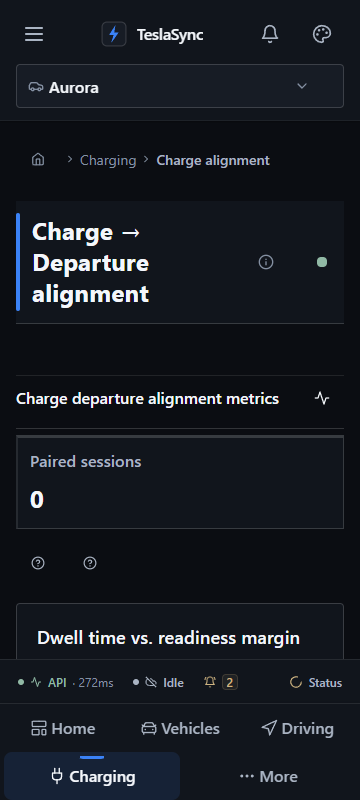 TeslaSync
Aurora
Charging
Charge alignment
Charge →
Departure
alignment
Charge departure alignment metrics
Paired sessions
0
Dwell time vs. readiness margin
API · 272ms
Idle
2
Status
Home
Vehicles
Driving
Charging
More